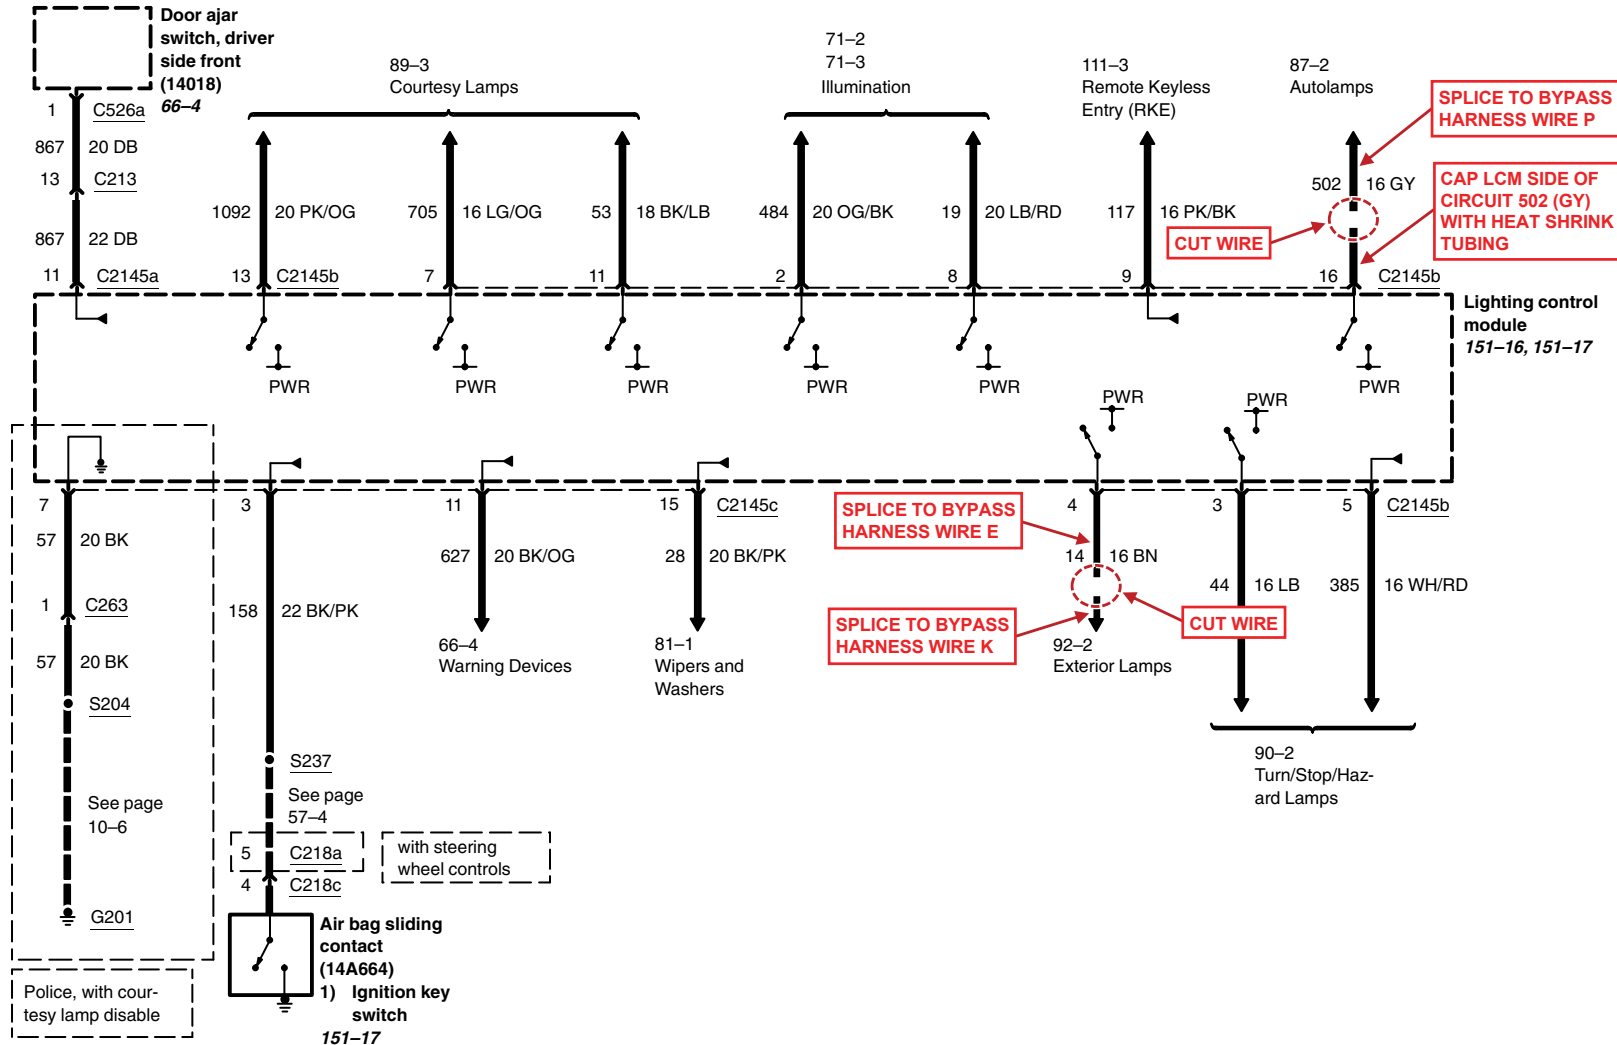 Door ajar
switch, driver
side front
(14018)
66–4
1 C526a
867 20 DB
13 C213
867 22 DB
11 C2145a
89–3
Courtesy Lamps
1092 20 PK/OG
13 C2145b
705 16 LG/OG
7
53 18 BK/LB
11
71–2
71–3
Illumination
484 20 OG/BK
2
19 20 LB/RD
8
111–3
Remote Keyless
Entry (RKE)
117 16 PK/BK
9
87–2
Autolamps
502 16 GY
16 C2145b
SPLICE TO BYPASS
HARNESS WIRE P
CAP LCM SIDE OF
CIRCUIT 502 (GY)
WITH HEAT SHRINK
TUBING
CUT WIRE
Lighting control
module
151–16, 151–17
PWR
PWR
PWR
PWR
PWR
PWR
PWR
PWR
7
57 20 BK
1 C263
57 20 BK
S204
See page
10–6
G201
Police, with cour-
tesy lamp disable
3
158 22 BK/PK
S237
See page
57–4
5 C218a
4 C218c
with steering
wheel controls
Air bag sliding
contact
(14A664)
1) Ignition key
switch
151–17
11
627 20 BK/OG
66–4
Warning Devices
15 C2145c
28 20 BK/PK
81–1
Wipers and
Washers
SPLICE TO BYPASS
HARNESS WIRE E
4
14 16 BN
SPLICE TO BYPASS
HARNESS WIRE K
CUT WIRE
92–2
Exterior Lamps
3
44 16 LB
5 C2145b
385 16 WH/RD
90–2
Turn/Stop/Haz-
ard Lamps